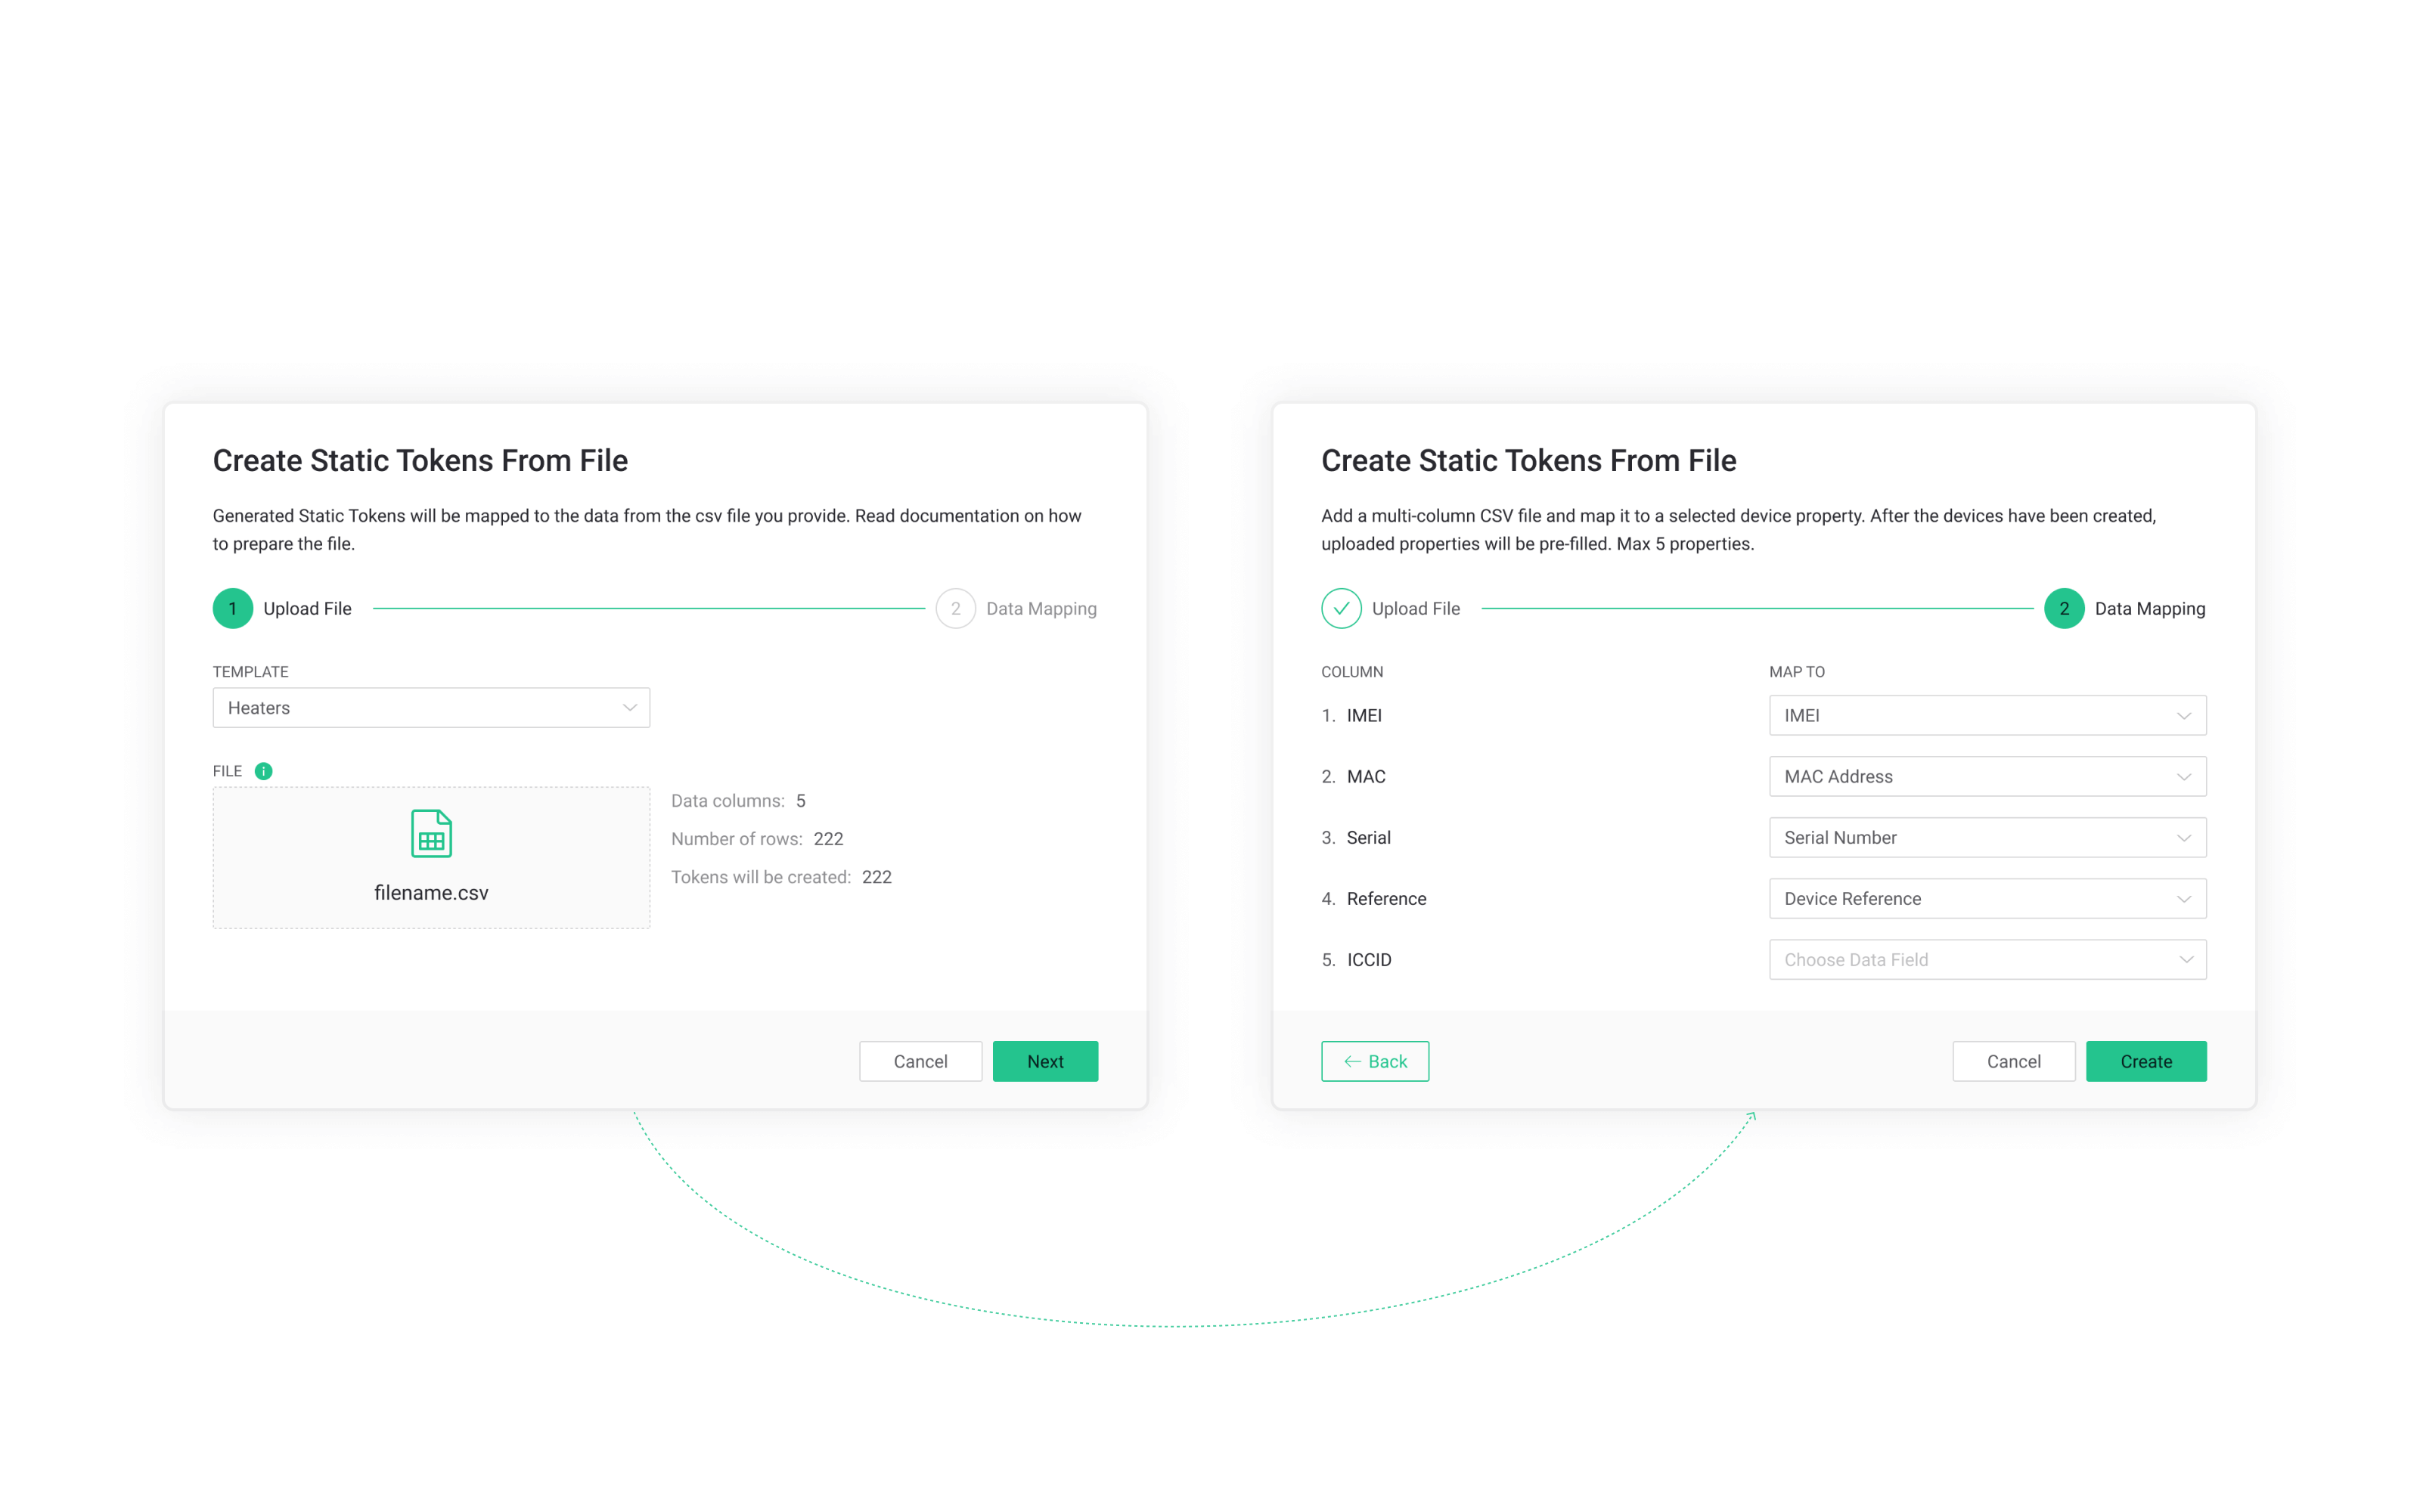 Create Static Tokens From File
Generated Static Tokens will be mapped to the data from the csv file you provide. Read documentation on how
to prepare the file.
1 Upload File
2 Data Mapping
TEMPLATE
Heaters
FILE i
filename.csv
Data columns: 5
Number of rows: 222
Tokens will be created: 222
Cancel
Next
Create Static Tokens From File
Add a multi-column CSV file and map it to a selected device property. After the devices have been created,
uploaded properties will be pre-filled. Max 5 properties.
Upload File
2 Data Mapping
COLUMN
MAP TO
1. IMEI
IMEI
2. MAC
MAC Address
3. Serial
Serial Number
4. Reference
Device Reference
5. ICCID
Choose Data Field
Back
Cancel
Create